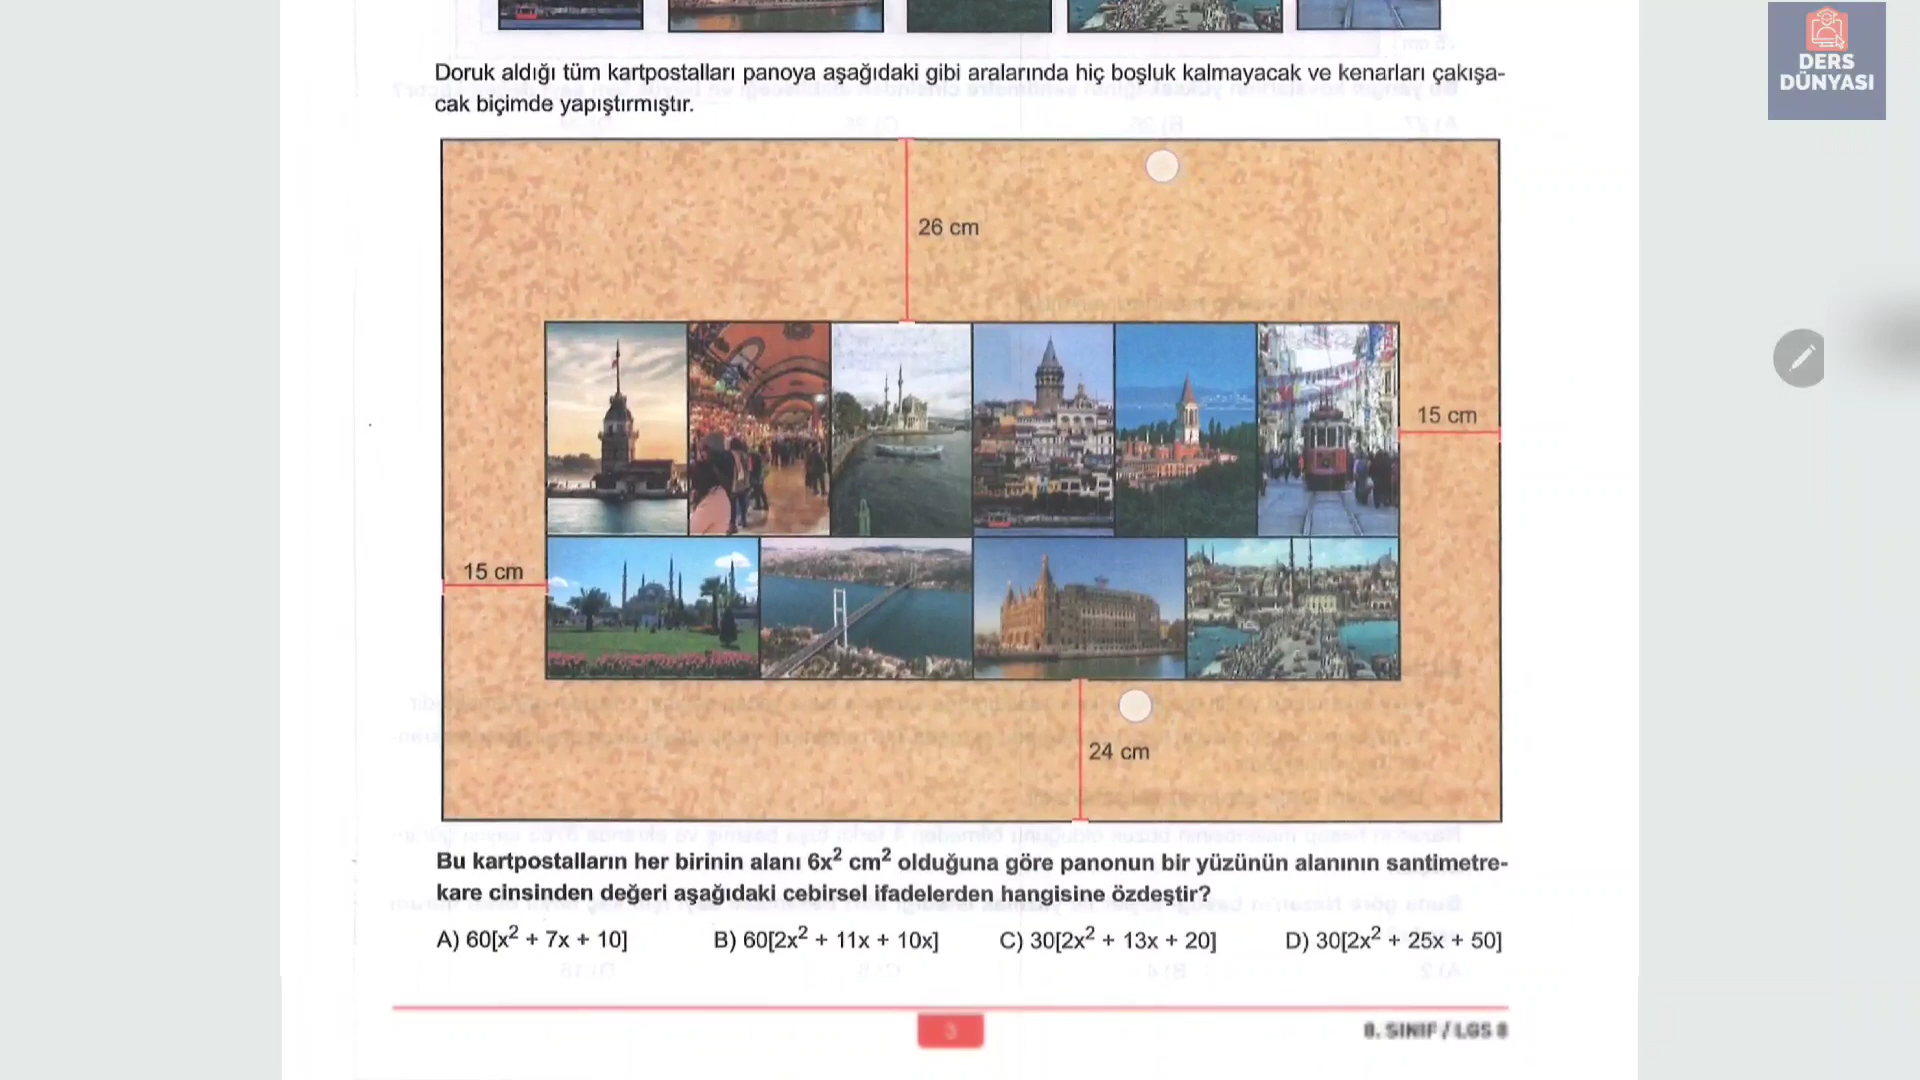 DERS
DÜNYASI
Doruk aldığı tüm kartpostalları panoya aşağıdaki gibi aralarında hiç boşluk kalmayacak ve kenarları çakışa-
cak biçimde yapıştırmıştır.
26 cm
15 cm
15 cm
24 cm
Bu kartpostalların her birinin alanı 6x² cm² olduğuna göre panonun bir yüzünün alanının santimetre-
kare cinsinden değeri aşağıdaki cebirsel ifadelerden hangisine özdeştir?
A) 60[x² + 7x + 10] B) 60[2x² + 11x + 10x] C) 30[2x² + 13x + 20] D) 30[2x² + 25x + 50]
3
8. SINIF / LGS 8